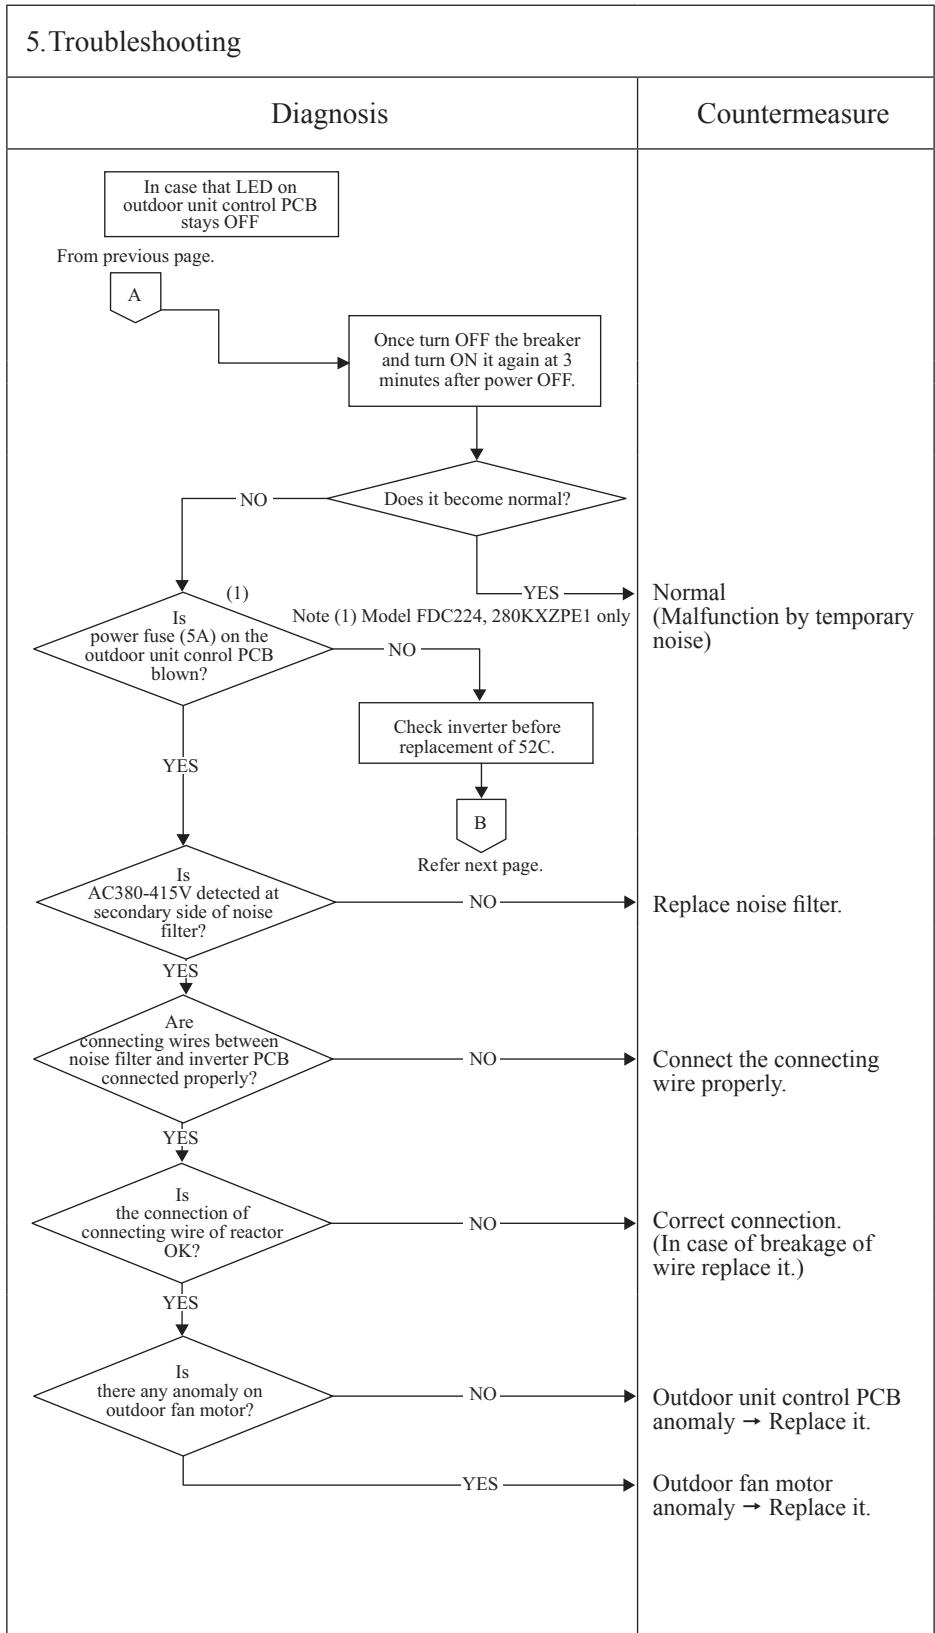 5.Troubleshooting
Diagnosis
Countermeasure
In case that LED on
outdoor unit control PCB
stays OFF
From previous page.
A
Once turn OFF the breaker
and turn ON it again at 3
minutes after power OFF.
Does it become normal?
NO
YES
Normal
(Malfunction by temporary
noise)
(1)
Note (1) Model FDC224, 280KXZPE1 only
Is
power fuse (5A) on the
outdoor unit conrol PCB
blown?
NO
Check inverter before
replacement of 52C.
YES
B
Refer next page.
Is
AC380-415V detected at
secondary side of noise
filter?
NO
Replace noise filter.
YES
Are
connecting wires between
noise filter and inverter PCB
connected properly?
NO
Connect the connecting
wire properly.
YES
Is
the connection of
connecting wire of reactor
OK?
NO
Correct connection.
(In case of breakage of
wire replace it.)
YES
Is
there any anomaly on
outdoor fan motor?
NO
Outdoor unit control PCB
anomaly → Replace it.
YES
Outdoor fan motor
anomaly → Replace it.